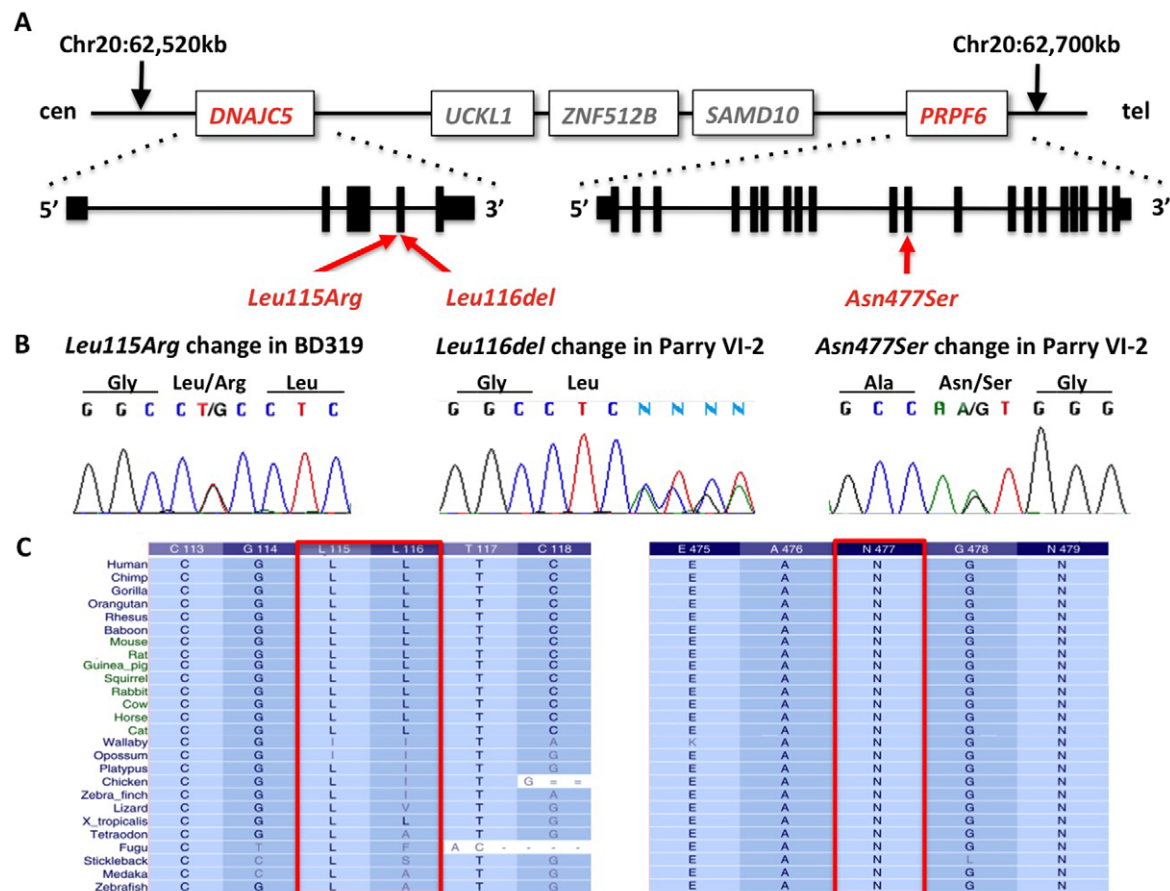 A
Chr20:62,520kb Chr20:62,700kb
cen DNAJC5 UCKL1 ZNF512B SAMD10 PRPF6 tel
5’ 3’ 5’ 3’
Leu115Arg Leu116del Asn477Ser
B Leu115Arg change in BD319 Leu116del change in Parry VI-2 Asn477Ser change in Parry VI-2
Gly Leu/Arg Leu Gly Leu Ala Asn/Ser Gly
G G C C T/G C C T C G G C C T C N N N N G C C A A/G T G G G
C
C 113 G 114 L 115 L 116 T 117 C 118 E 475 A 476 N 477 G 478 N 479
Human C G L L T C E A N G N
Chimp C G L L T C E A N G N
Gorilla C G L L T C E A N G N
Orangutan C G L L T C E A N G N
Rhesus C G L L T C E A N G N
Baboon C G L L T C E A N G N
Mouse C G L L T C E A N G N
Rat C G L L T C E A N G N
Guinea_pig C G L L T C E A N G N
Squirrel C G L L T C E A N G N
Rabbit C G L L T C E A N G N
Cow C G L L T C E A N G N
Horse C G L L T C E A N G N
Cat C G L L T C E A N G N
Wallaby C G I I T A K A N G N
Opossum C G I I T G E A N G N
Platypus C G L I T G E A N G N
Chicken C G L I T G = = E A N G N
Zebra_finch C G L I T A E A N G N
Lizard C G L V T G E A N G N
X_tropicalis C G L L T G E A N G N
Tetraodon C G L A T G E A N G N
Fugu C T L F A C - - - - E A N G N
Stickleback C C L S T G E A N L N
Medaka C C L A T G E A N G N
Zebrafish C G L A T G E A N G N